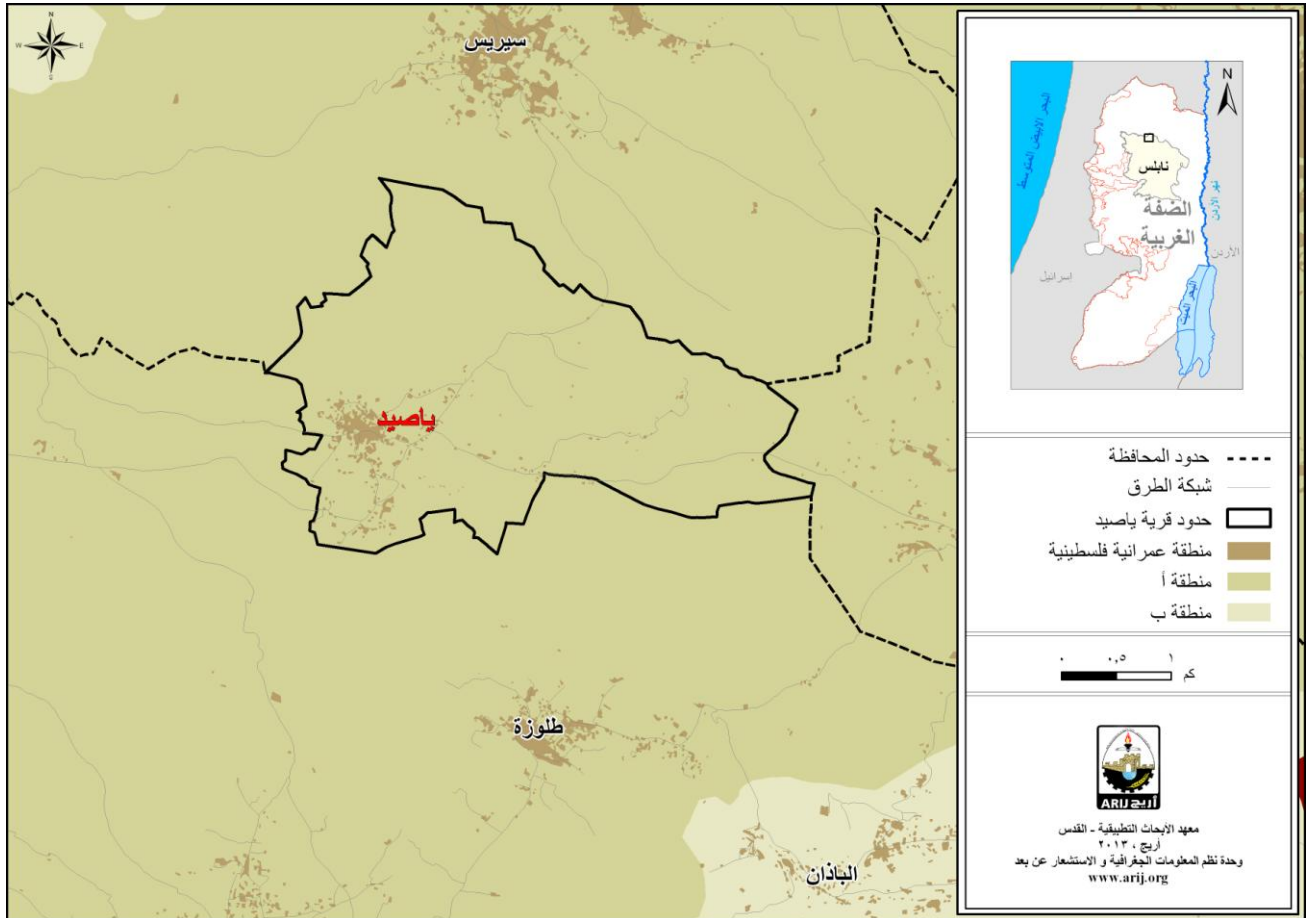 N
W
E
S
سيريس
ياصيد
طلوزة
الباذان
N
البحر الابيض المتوسط
نابلس
الضفة
الغربية
نهر الأردن
الأردن
اسرائيل
البحر الميت
حدود المحافظة
شبكة الطرق
حدود قرية ياصيد
منطقة عمرانية فلسطينية
منطقة أ
منطقة ب
٠ ٠,٥ ١
كم
ARIJ أريج
معهد الأبحاث التطبيقية - القدس
أريج ، ٢٠١٣
وحدة نظم المعلومات الجغرافية و الاستشعار عن بعد
www.arij.org